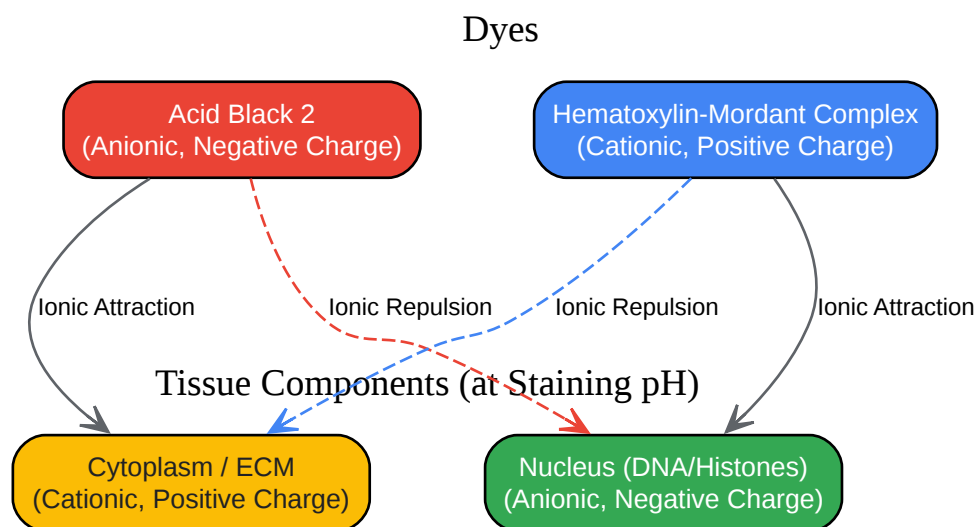 Dyes
Acid Black 2
(Anionic, Negative Charge)
Hematoxylin-Mordant Complex
(Cationic, Positive Charge)
Ionic Attraction
Ionic Repulsion
Ionic Repulsion
Ionic Attraction
Tissue Components (at Staining pH)
Cytoplasm / ECM
(Cationic, Positive Charge)
Nucleus (DNA/Histones)
(Anionic, Negative Charge)